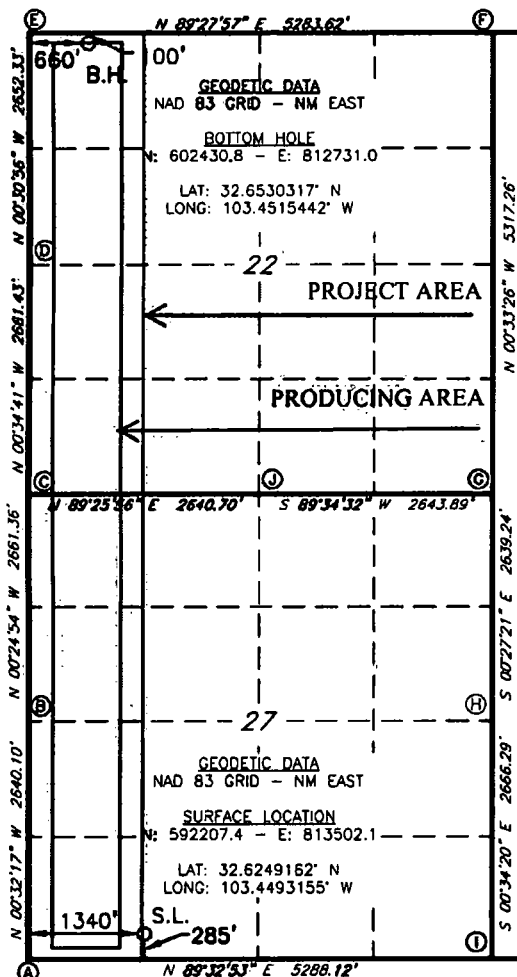 E
N 89°27'57" E 5283.62'
F
660'
100'
B.H.
GEODETIC DATA
NAD 83 GRID - NM EAST
BOTTOM HOLE
N: 602430.8 - E: 812731.0
LAT: 32.6530317° N
LONG: 103.4515442° W
N 00°30'56" W 2652.33'
N 00°33'26" W 5317.26'
D
22
PROJECT AREA
N 00°34'41" W 2681.43'
PRODUCING AREA
C
J
G
N 89°25'56" E 2640.70'
S 89°34'32" W 2643.89'
N 00°24'54" W 2661.36'
S 00°27'21" E 2639.24'
B
27
H
GEODETIC DATA
NAD 83 GRID - NM EAST
SURFACE LOCATION
N: 592207.4 - E: 813502.1
LAT: 32.6249162° N
LONG: 103.4493155° W
N 00°32'17" W 2640.10'
S 00°34'20" E 2666.29'
1340'
S.L.
285'
A
N 89°32'53" E 5288.12'
I